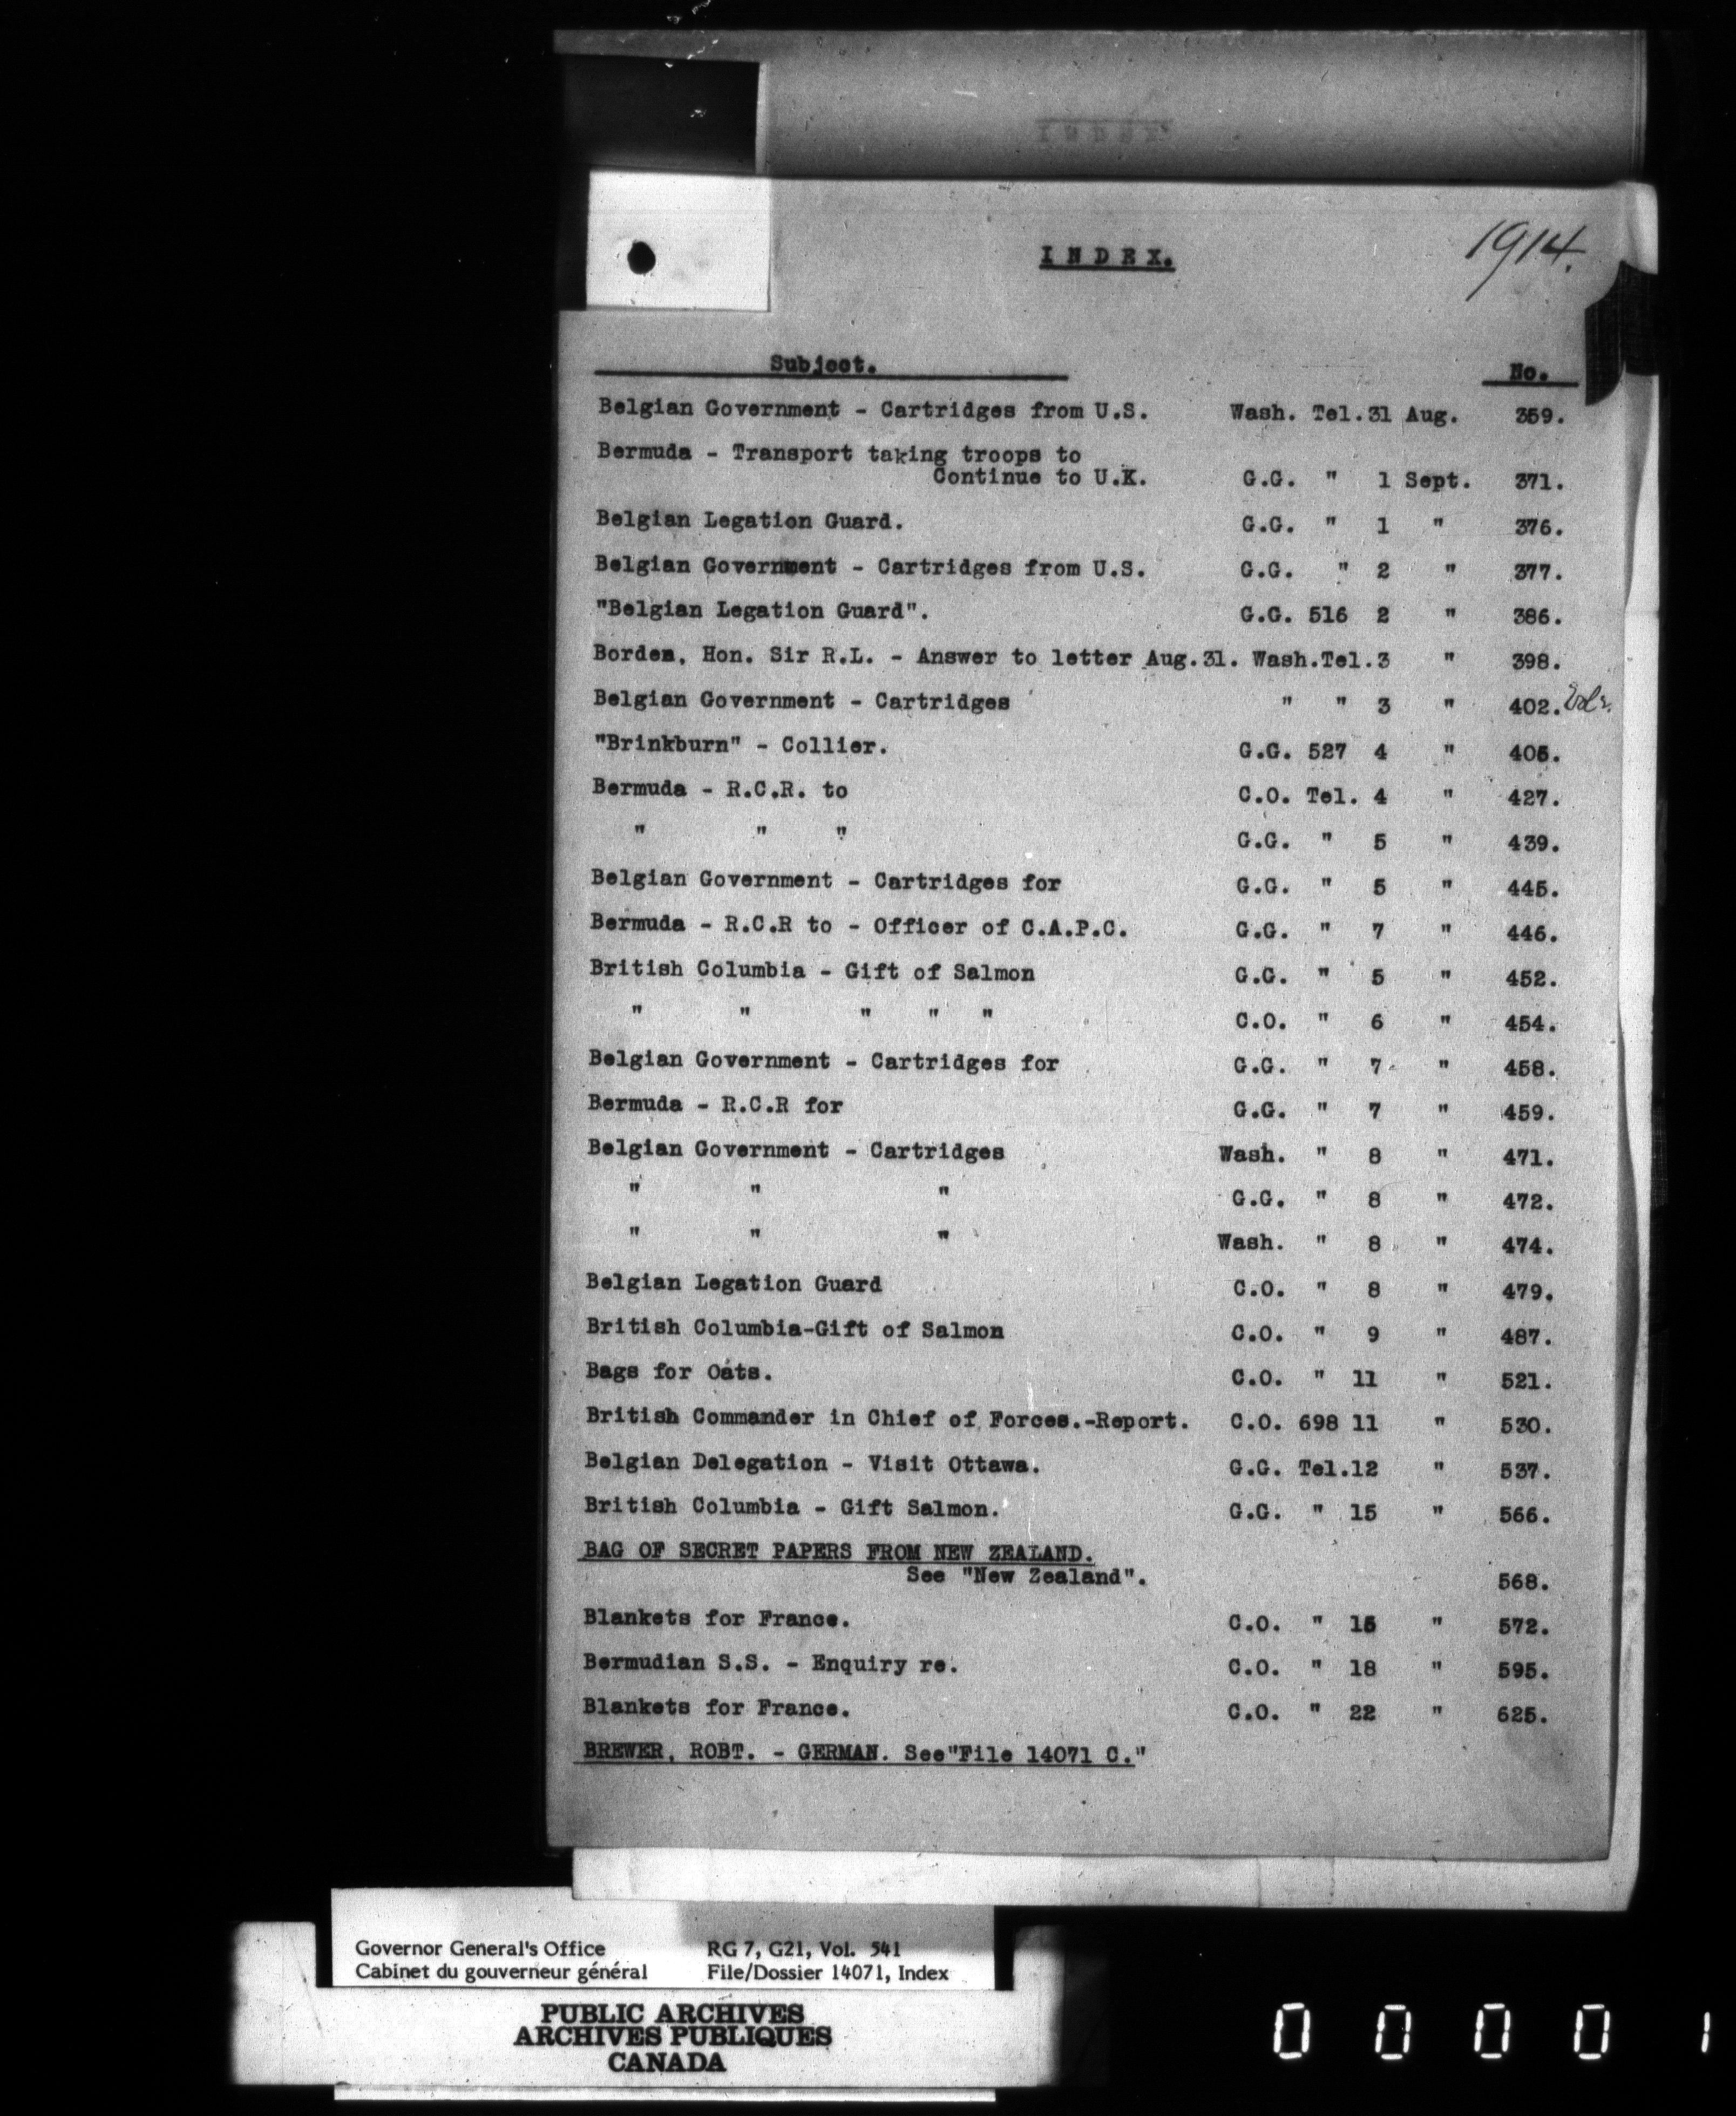 INDEX.
1914.
Subject. No.
Belgian Government - Cartridges from U.S. Wash. Tel.31 Aug. 359.
Bermuda - Transport taking troops to
Continue to U.K. G.G. " 1 Sept. 371.
Belgian Legation Guard. G.G. " 1 " 376.
Belgian Government - Cartridges from U.S. G.G. " 2 " 377.
"Belgian Legation Guard". G.G. 516 2 " 386.
Borden, Hon. Sir R.L. - Answer to letter Aug.31. Wash.Tel.3 " 398.
Belgian Government - Cartridges " " 3 " 402.
"Brinkburn" - Collier. G.G. 527 4 " 405.
Bermuda - R.C.R. to C.O. Tel. 4 " 427.
" " " G.G. " 5 " 439.
Belgian Government - Cartridges for G.G. " 5 " 445.
Bermuda - R.C.R to - Officer of C.A.P.C. G.G. " 7 " 446.
British Columbia - Gift of Salmon G.G. " 5 " 452.
" " " " " C.O. " 6 " 454.
Belgian Government - Cartridges for G.G. " 7 " 458.
Bermuda - R.C.R for G.G. " 7 " 459.
Belgian Government - Cartridges Wash. " 8 " 471.
" " " G.G. " 8 " 472.
" " " Wash. " 8 " 474.
Belgian Legation Guard C.O. " 8 " 479.
British Columbia-Gift of Salmon C.O. " 9 " 487.
Bags for Oats. C.O. " 11 " 521.
British Commander in Chief of Forces.-Report. C.O. 698 11 " 530.
Belgian Delegation - Visit Ottawa. G.G. Tel.12 " 537.
British Columbia - Gift Salmon. G.G. " 15 " 566.
BAG OF SECRET PAPERS FROM NEW ZEALAND.
See "New Zealand". 568.
Blankets for France. C.O. " 15 " 572.
Bermudian S.S. - Enquiry re. C.O. " 18 " 595.
Blankets for France. C.O. " 22 " 625.
BREWER, ROBT. - GERMAN. See"File 14071 C."
Governor General's Office RG 7, G21, Vol. 541
Cabinet du gouverneur général File/Dossier 14071, Index
PUBLIC ARCHIVES
ARCHIVES PUBLIQUES
CANADA
0 0 0 0 1